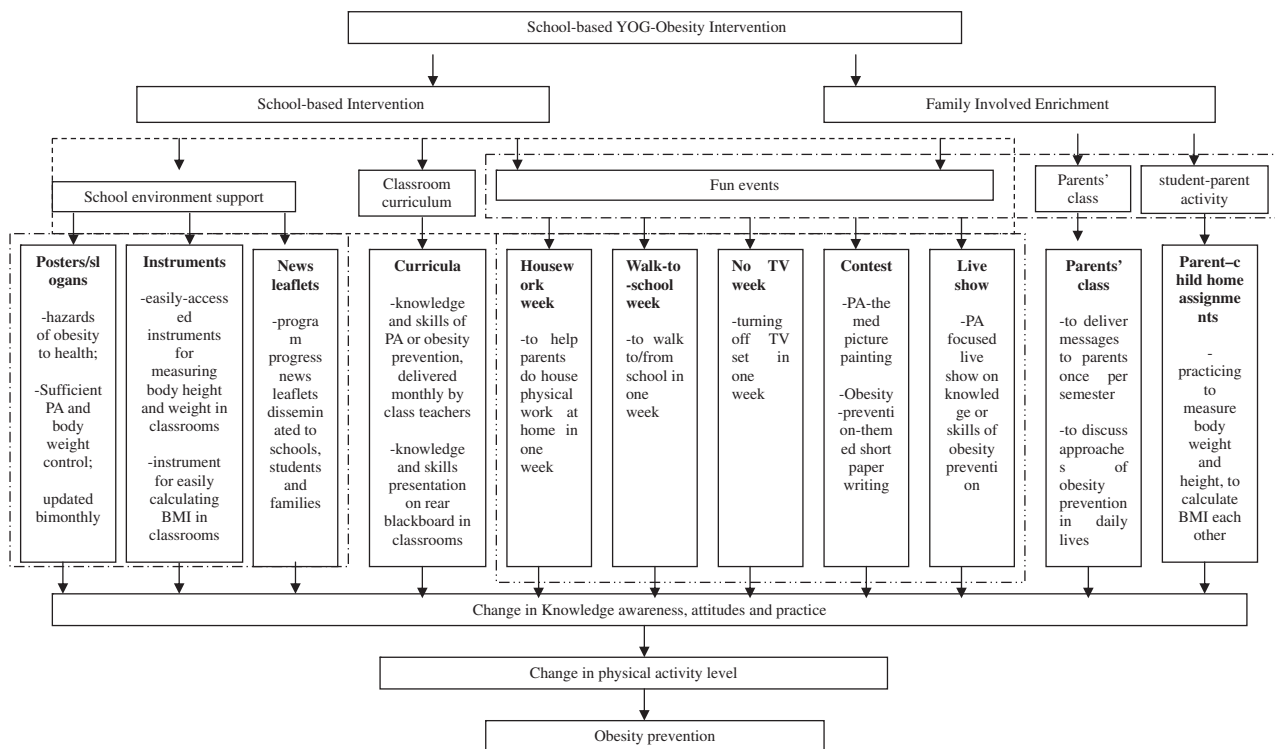 School-based YOG-Obesity Intervention
School-based Intervention
Family Involved Enrichment
School environment support
Classroom
curriculum
Fun events
Parents’
class
student-parent
activity
Posters/sl
ogans
-hazards
of obesity
to health;
-Sufficient
PA and
body
weight
control;
updated
bimonthly
Instruments
-easily-access
ed
instruments
for
measuring
body height
and weight in
classrooms
-instrument
for easily
calculating
BMI in
classrooms
News
leaflets
-progra
m
progress
news
leaflets
dissemin
ated to
schools,
students
and
families
Curricula
-knowledge
and skills of
PA or obesity
prevention,
delivered
monthly by
class teachers
-knowledge
and skills
presentation
on rear
blackboard in
classrooms
Housew
ork
week
-to help
parents
do house
physical
work at
home in
one
week
Walk-to
-school
week
-to walk
to/from
school in
one
week
No TV
week
-turning
off TV
set in
one
week
Contest
-PA-the
med
picture
painting
-Obesity
-preventi
on-them
ed short
paper
writing
Live
show
-PA
focused
live
show on
knowled
ge or
skills of
obesity
preventi
on
Parents’
class
-to deliver
messages
to parents
once per
semester
-to discuss
approache
s of
obesity
prevention
in daily
lives
Parent–c
hild home
assignme
nts
-
practicing
to
measure
body
weight
and
height, to
calculate
BMI each
other
Change in Knowledge awareness, attitudes and practice
Change in physical activity level
Obesity prevention